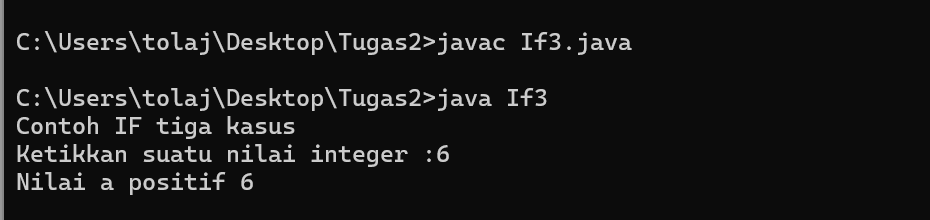 C:\Users\tolaj\Desktop\Tugas2>javac If3.java
C:\Users\tolaj\Desktop\Tugas2>java If3
Contoh IF tiga kasus
Ketikkan suatu nilai integer :6
Nilai a positif 6